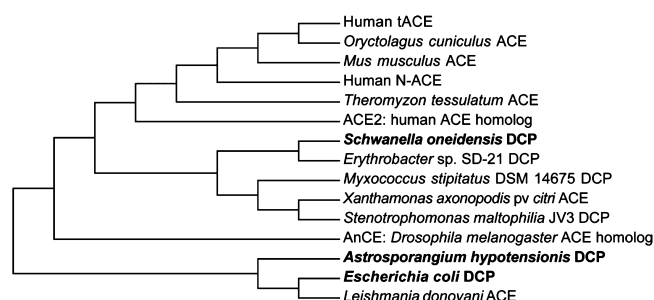 Human tACE
Oryctolagus cuniculus ACE
Mus musculus ACE
Human N-ACE
Theromyzon tessulatum ACE
ACE2: human ACE homolog
Schwanella oneidensis DCP
Erythrobacter sp. SD-21 DCP
Myxococcus stipitatus DSM 14675 DCP
Xanthamonas axonopodis pv citri ACE
Stenotrophomonas maltophilia JV3 DCP
AnCE: Drosophila melanogaster ACE homolog
Astrosporangium hypotensionis DCP
Escherichia coli DCP
Leishmania donovani ACE